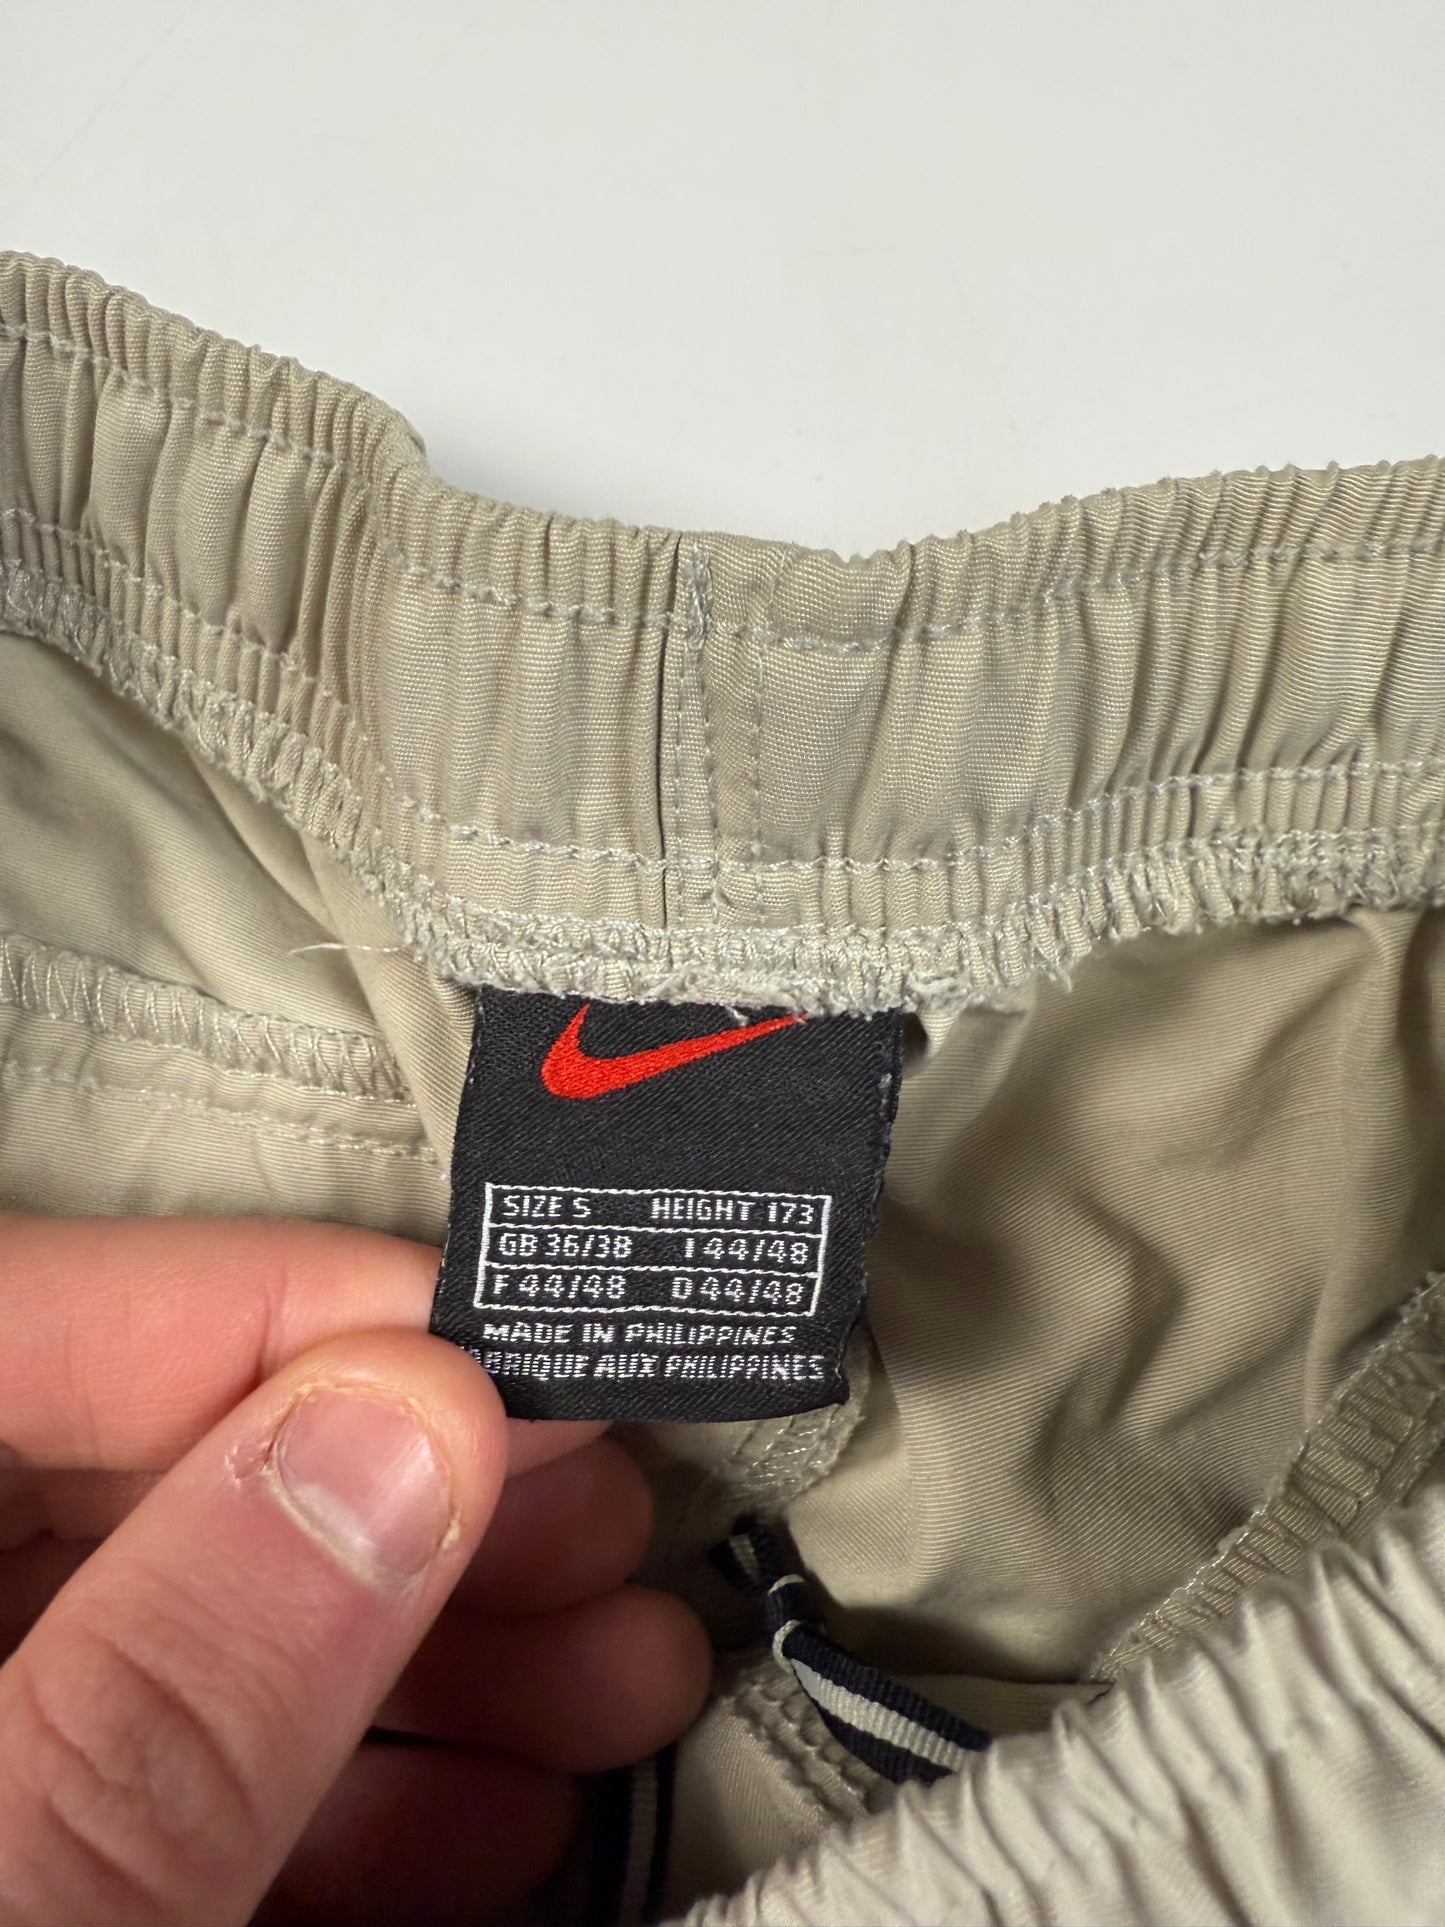 SIZE S HEIGHT 173
GB 36/38 I 44/48
F 44/48 D 44/48
MADE IN PHILIPPINES
BRIQUE AUX PHILIPPINES